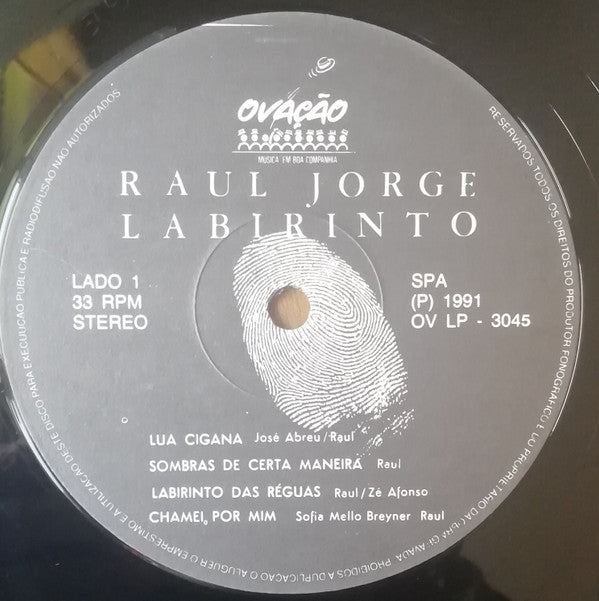 OVAÇÃO
MÚSICA EM BOA COMPANHIA
RAUL JORGE
LABIRINTO
LADO 1
33 RPM
STEREO
SPA
(P) 1991
OV LP - 3045
LUA CIGANA José Abreu / Raul
SOMBRAS DE CERTA MANEIRA Raul
LABIRINTO DAS RÉGUAS Raul / Zé Afonso
CHAMEI, POR MIM Sofia Mello Breyner Raul
RESERVADOS TODOS OS DIREITOS DO PRODUTOR FONOGRÁFICO E DO PROPRIETÁRIO DA OBRA GRAVADA PROIBIDOS A DUPLICAÇÃO O ALUGUER O EMPRÉSTIMO E A UTILIZAÇÃO DESTE DISCO PARA EXECUÇÃO PÚBLICA E RADIODIFUSÃO NÃO AUTORIZADOS